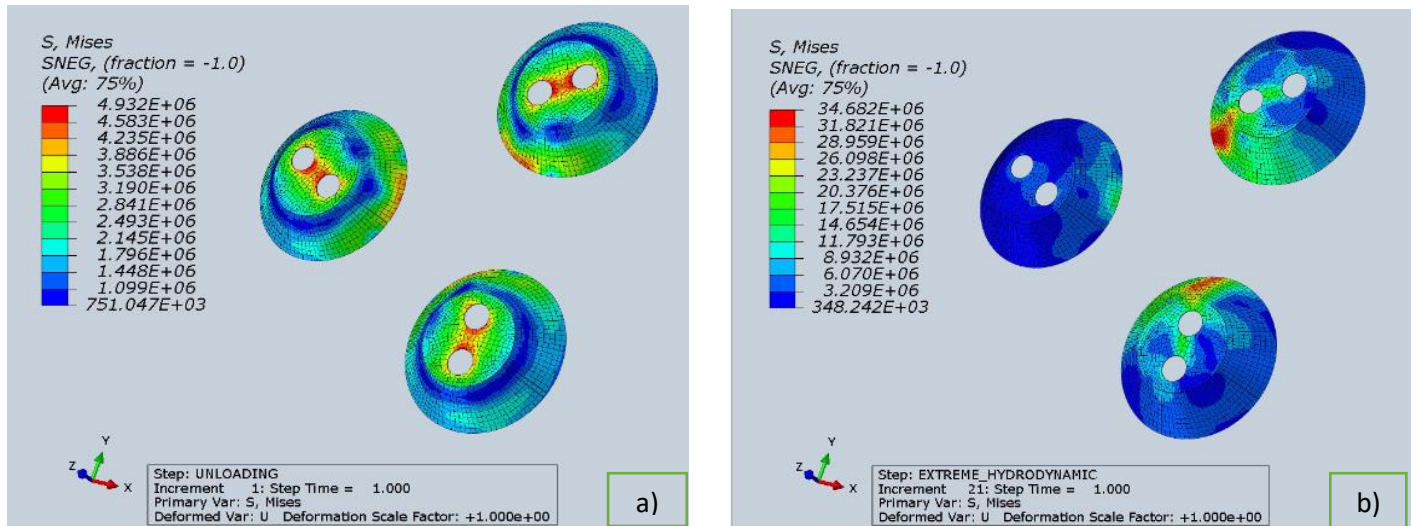 S, Mises
SNEG, (fraction = -1.0)
(Avg: 75%)
4.932E+06
4.583E+06
4.235E+06
3.886E+06
3.538E+06
3.190E+06
2.841E+06
2.493E+06
2.145E+06
1.796E+06
1.448E+06
1.099E+06
751.047E+03
Y
Z
X
Step: UNLOADING
Increment 1: Step Time = 1.000
Primary Var: S, Mises
Deformed Var: U Deformation Scale Factor: +1.000e+00
a)
S, Mises
SNEG, (fraction = -1.0)
(Avg: 75%)
34.682E+06
31.821E+06
28.959E+06
26.098E+06
23.237E+06
20.376E+06
17.515E+06
14.654E+06
11.793E+06
8.932E+06
6.070E+06
3.209E+06
348.242E+03
Y
Z
X
Step: EXTREME_HYDRODYNAMIC
Increment 21: Step Time = 1.000
Primary Var: S, Mises
Deformed Var: U Deformation Scale Factor: +1.000e+00
b)